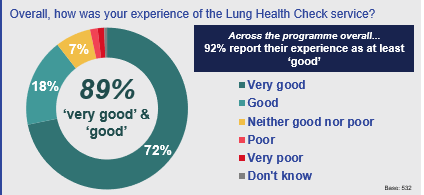 Overall, how was your experience of the Lung Health Check service?
Across the programme overall...
92% report their experience as at least
‘good’
7%
18%
89%
‘very good’ &
‘good’
72%
Very good
Good
Neither good nor poor
Poor
Very poor
Don't know
Base: 532